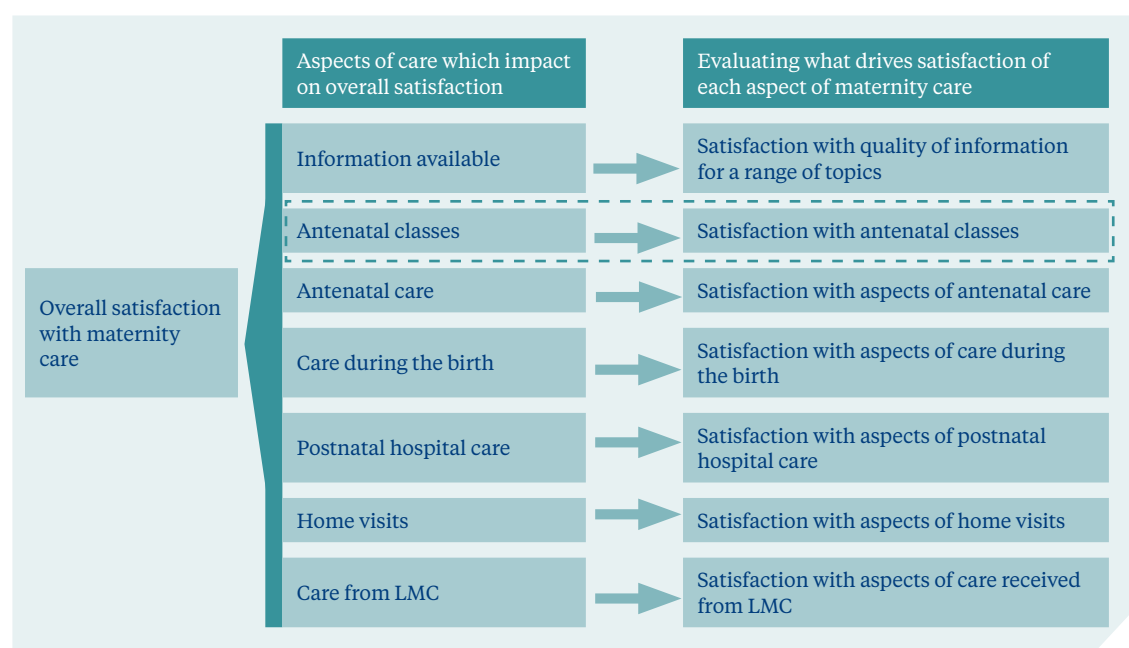 Aspects of care which impact
on overall satisfaction
Evaluating what drives satisfaction of
each aspect of maternity care
Overall satisfaction
with maternity
care
Information available
Satisfaction with quality of information
for a range of topics
Antenatal classes
Satisfaction with antenatal classes
Antenatal care
Satisfaction with aspects of antenatal care
Care during the birth
Satisfaction with aspects of care during
the birth
Postnatal hospital care
Satisfaction with aspects of postnatal
hospital care
Home visits
Satisfaction with aspects of home visits
Care from LMC
Satisfaction with aspects of care received
from LMC